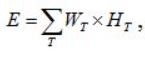 E = ∑_T W_T × H_T ,